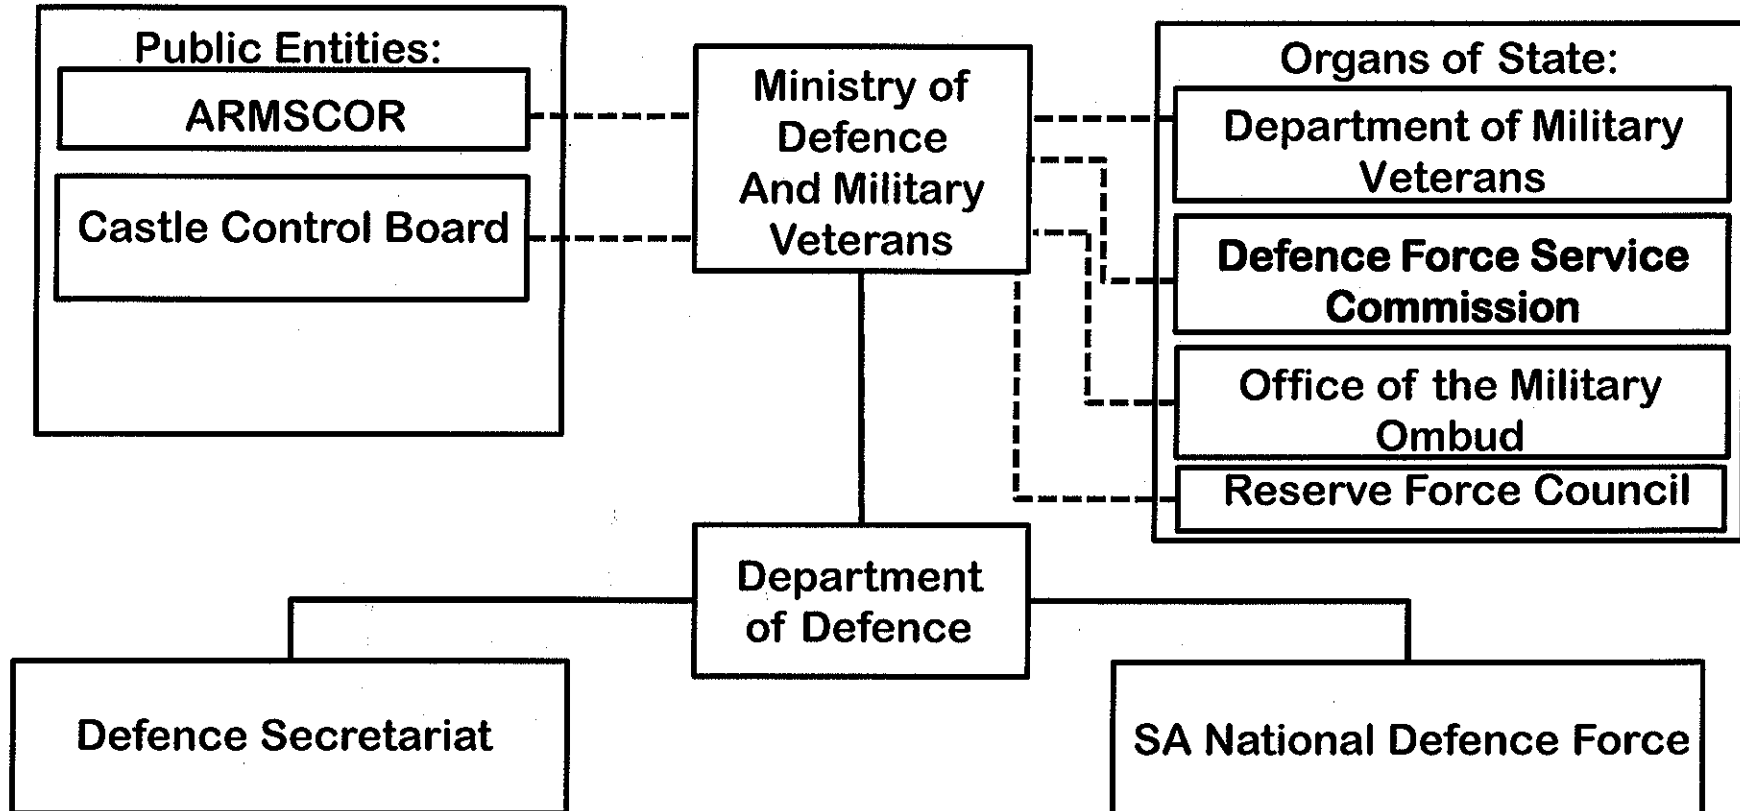 Public Entities:
ARMSCOR
Castle Control Board
Ministry of
Defence
And Military
Veterans
Organs of State:
Department of Military
Veterans
Defence Force Service
Commission
Office of the Military
Ombud
Reserve Force Council
Department
of Defence
Defence Secretariat
SA National Defence Force